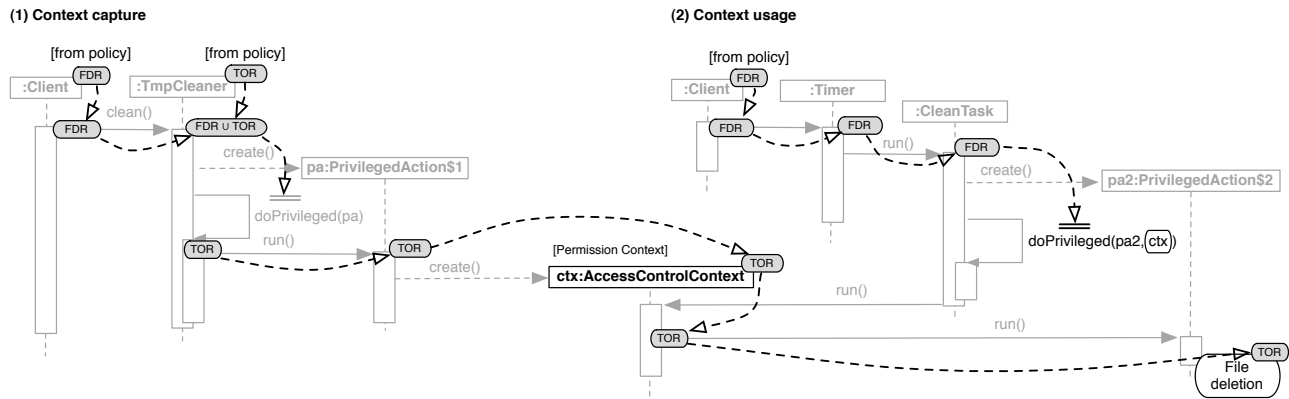 (1) Context capture
(2) Context usage
[from policy]
[from policy]
FDR
TOR
:Client
:TmpCleaner
clean()
FDR
FDR ∪ TOR
create()
pa:PrivilegedAction$1
doPrivileged(pa)
TOR
run()
TOR
create()
[Permission Context]
ctx:AccessControlContext
TOR
[from policy]
FDR
:Client
:Timer
:CleanTask
FDR
FDR
run()
FDR
create()
pa2:PrivilegedAction$2
doPrivileged(pa2,ctx)
run()
TOR
run()
TOR
File
deletion